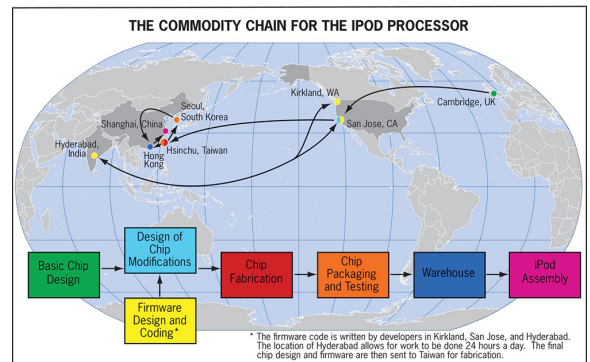 THE COMMODITY CHAIN FOR THE IPOD PROCESSOR
Kirkland, WA
Cambridge, UK
Seoul,
South Korea
Shanghai, China
San Jose, CA
Hyderabad,
India
Hong
Kong
Hsinchu, Taiwan
Basic Chip
Design
Design of
Chip
Modifications
Firmware
Design and
Coding*
Chip
Fabrication
Chip
Packaging
and Testing
Warehouse
iPod
Assembly
* The firmware code is written by developers in Kirkland, San Jose, and Hyderabad.
The location of Hyderabad allows for work to be done 24 hours a day. The final
chip design and firmware are then sent to Taiwan for fabrication.